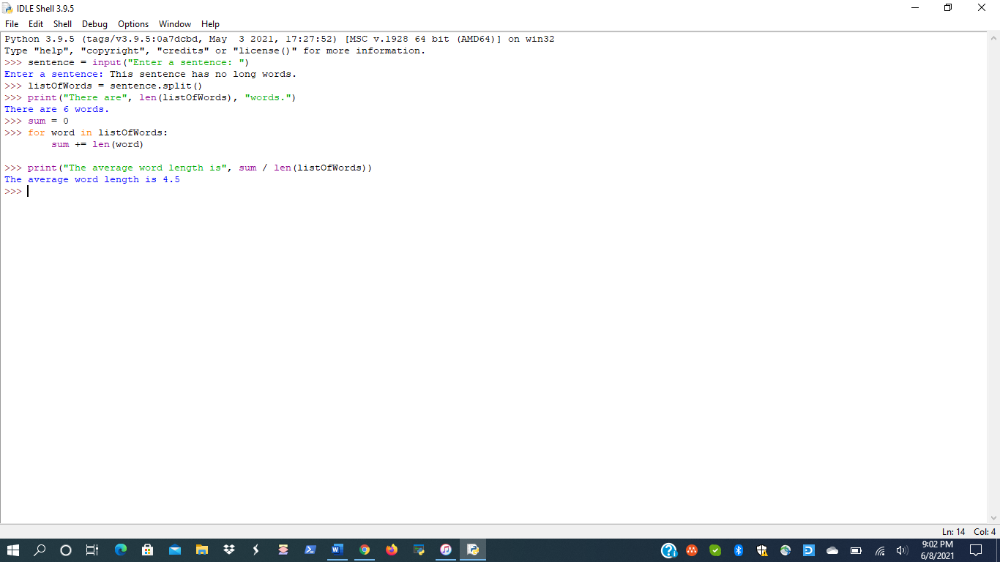 IDLE Shell 3.9.5
File Edit Shell Debug Options Window Help
Python 3.9.5 (tags/v3.9.5:0a7dcbd, May  3 2021, 17:27:52) [MSC v.1928 64 bit (AMD64)] on win32
Type "help", "copyright", "credits" or "license()" for more information.
>>> sentence = input("Enter a sentence: ")
Enter a sentence: This sentence has no long words.
>>> listOfWords = sentence.split()
>>> print("There are", len(listOfWords), "words.")
There are 6 words.
>>> sum = 0
>>> for word in listOfWords:
        sum += len(word)
>>> print("The average word length is", sum / len(listOfWords))
The average word length is 4.5
>>>
Ln: 14 Col: 4
9:02 PM
6/8/2021